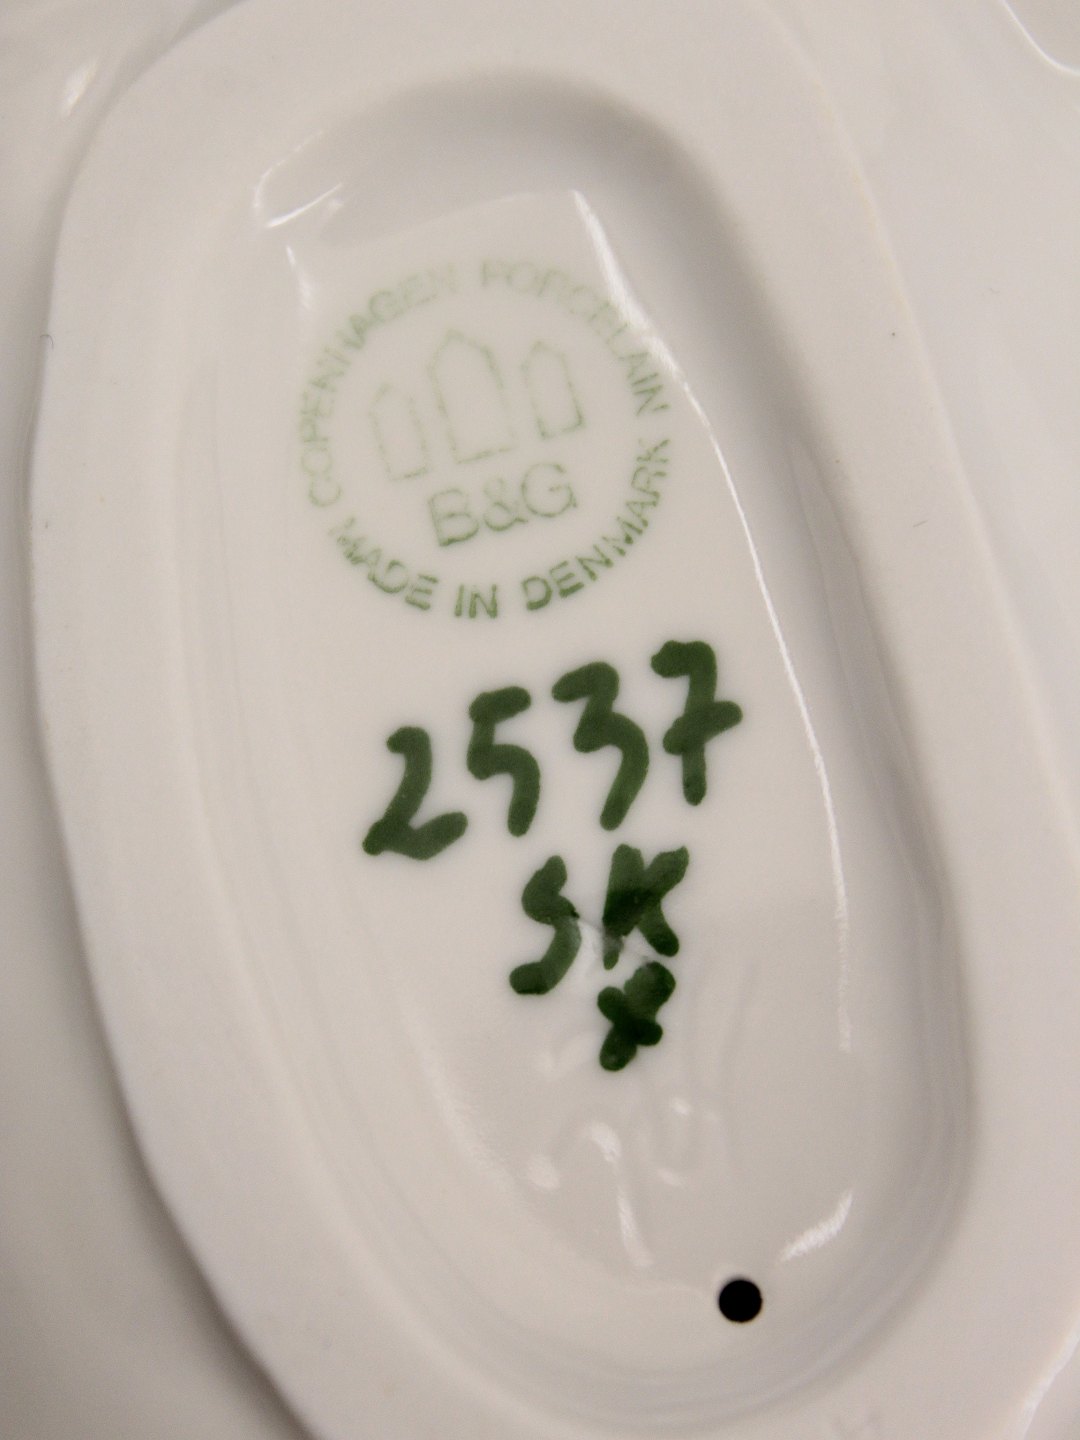 COPENHAGEN PORCELAIN
B&G
MADE IN DENMARK
2537
SK
x